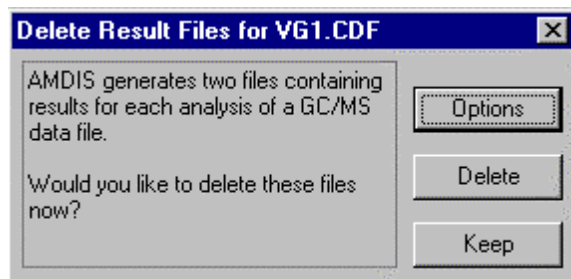 Delete Result Files for VG1.CDF
AMDIS generates two files containing
results for each analysis of a GC/MS
data file.
Would you like to delete these files
now?
Options
Delete
Keep